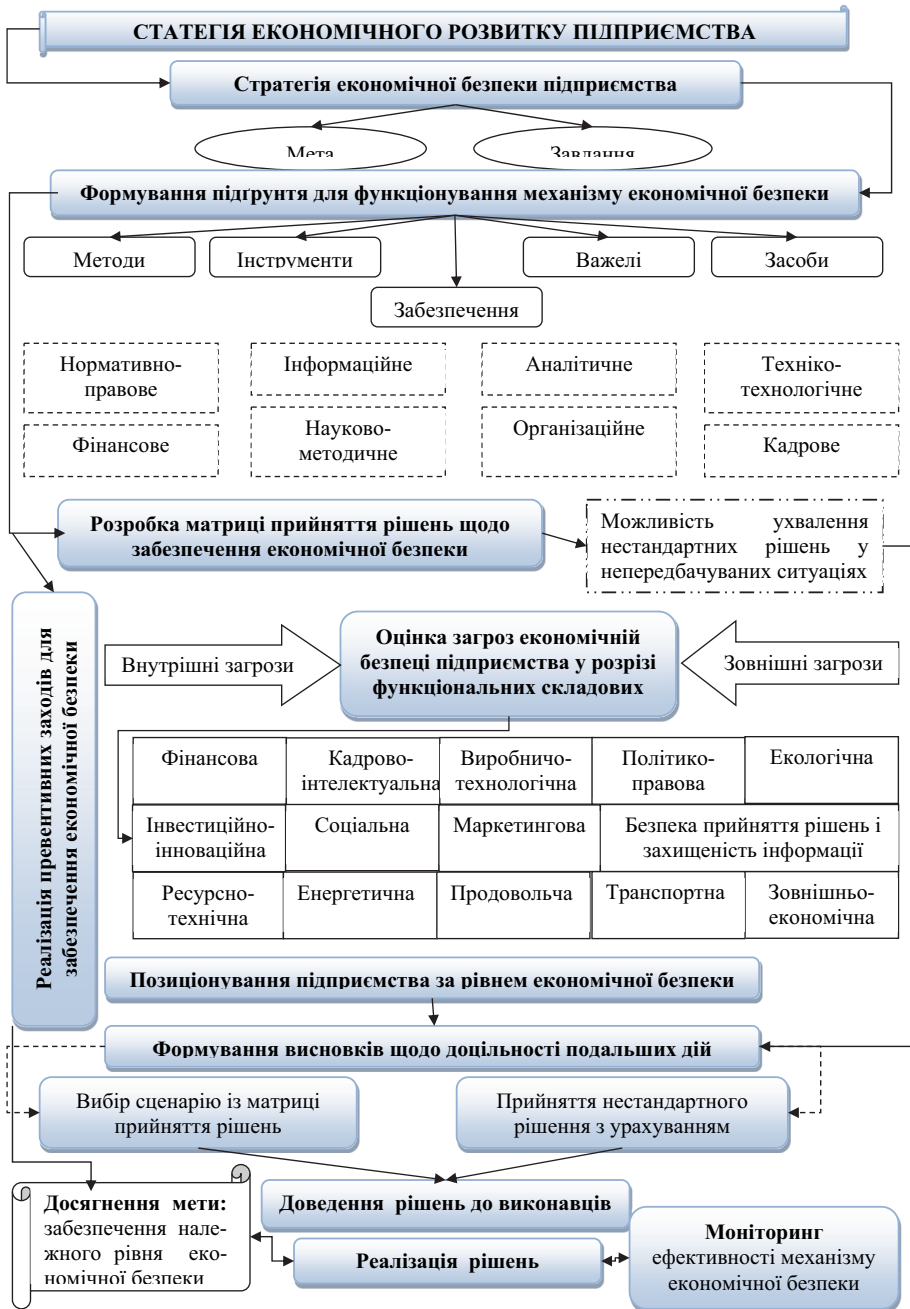 СТАТЕГІЯ ЕКОНОМІЧНОГО РОЗВИТКУ ПІДПРИЄМСТВА
Стратегія економічної безпеки підприємства
Мета
Завдання
Формування підґрунтя для функціонування механізму економічної безпеки
Методи
Інструменти
Важелі
Засоби
Забезпечення
Нормативно-
правове
Інформаційне
Аналітичне
Техніко-
технологічне
Фінансове
Науково-
методичне
Організаційне
Кадрове
Розробка матриці прийняття рішень щодо
забезпечення економічної безпеки
Можливість ухвалення
нестандартних рішень у
непередбачуваних ситуаціях
Реалізація превентивних заходів для
забезпечення економічної безпеки
Внутрішні загрози
Оцінка загроз економічній
безпеці підприємства у розрізі
функціональних складових
Зовнішні загрози
Фінансова
Кадрово-
інтелектуальна
Виробничо-
технологічна
Політико-
правова
Екологічна
Інвестиційно-
інноваційна
Соціальна
Маркетингова
Безпека прийняття рішень і
захищеність інформації
Ресурсно-
технічна
Енергетична
Продовольча
Транспортна
Зовнішньо-
економічна
Позиціонування підприємства за рівнем економічної безпеки
Формування висновків щодо доцільності подальших дій
Вибір сценарію із матриці
прийняття рішень
Прийняття нестандартного
рішення з урахуванням
Досягнення мети:
забезпечення нале-
жного рівня еко-
номічної безпеки
Доведення рішень до виконавців
Реалізація рішень
Моніторинг
ефективності механізму
економічної безпеки